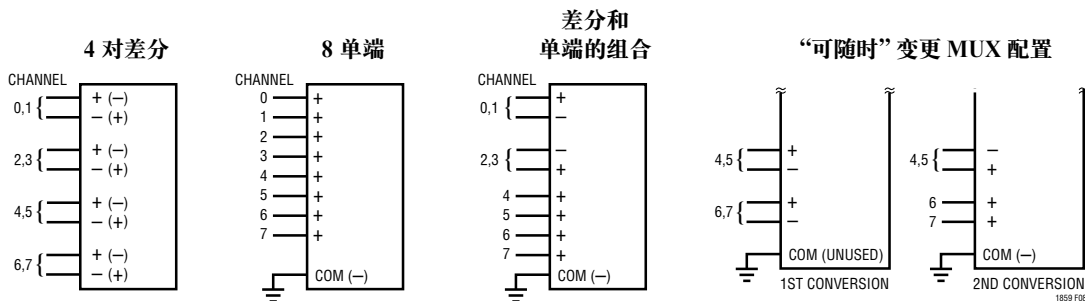 4 对差分
CHANNEL
0,1 { + (−)
− (+)
2,3 { + (−)
− (+)
4,5 { + (−)
− (+)
6,7 { + (−)
− (+)
8 单端
CHANNEL
0 +
1 +
2 +
3 +
4 +
5 +
6 +
7 +
COM (−)
差分和
单端的组合
CHANNEL
0,1 { +
−
2,3 { −
+
4 +
5 +
6 +
7 +
COM (−)
“可随时” 变更 MUX 配置
4,5 { +
−
6,7 { +
−
COM (UNUSED)
1ST CONVERSION
4,5 { −
+
6 +
7 +
COM (−)
2ND CONVERSION